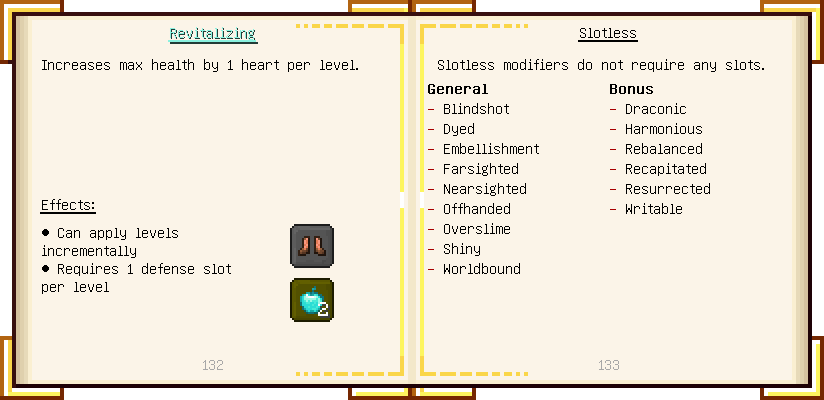 Revitalizing
Increases max health by 1 heart per level.
Effects:
● Can apply levels
incrementally
● Requires 1 defense slot
per level
2
132
Slotless
Slotless modifiers do not require any slots.
General
- Blindshot
- Dyed
- Embellishment
- Farsighted
- Nearsighted
- Offhanded
- Overslime
- Shiny
- Worldbound
Bonus
- Draconic
- Harmonious
- Rebalanced
- Recapitated
- Resurrected
- Writable
133